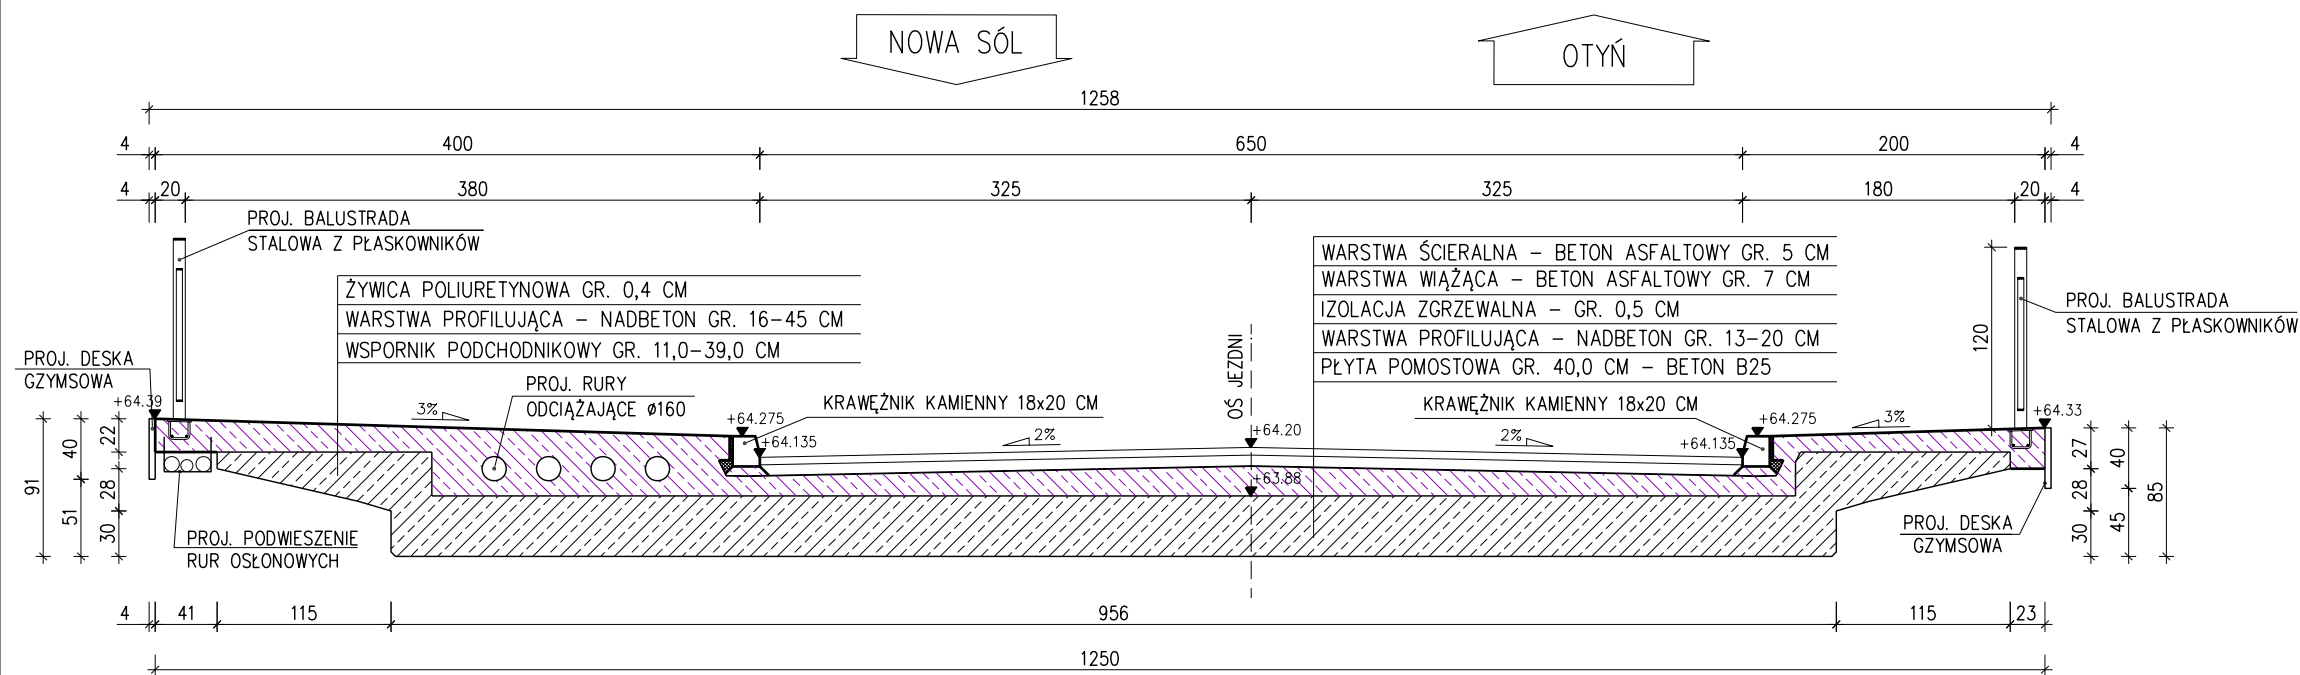 NOWA SÓL
OTYŃ
1258
4 400 650 200 4
4 20 380 325 325 180 20 4
PROJ. BALUSTRADA
STALOWA Z PŁASKOWNIKÓW
WARSTWA ŚCIERALNA – BETON ASFALTOWY GR. 5 CM
WARSTWA WIĄŻĄCA – BETON ASFALTOWY GR. 7 CM
IZOLACJA ZGRZEWALNA – GR. 0,5 CM
WARSTWA PROFILUJĄCA – NADBETON GR. 13–20 CM
PŁYTA POMOSTOWA GR. 40,0 CM – BETON B25
ŻYWICA POLIURETYNOWA GR. 0,4 CM
WARSTWA PROFILUJĄCA – NADBETON GR. 16–45 CM
WSPORNIK PODCHODNIKOWY GR. 11,0–39,0 CM
PROJ. BALUSTRADA
STALOWA Z PŁASKOWNIKÓW
120
OŚ JEZDNI
PROJ. DESKA
GZYMSOWA
PROJ. RURY
ODCIĄŻAJĄCE ø160
KRAWĘŻNIK KAMIENNY 18x20 CM
KRAWĘŻNIK KAMIENNY 18x20 CM
+64.39
3%
+64.275
+64.135
2%
+64.20
2%
+64.135
+64.275
3%
+64.33
+63.88
91
40
51
22
28
30
27
28
30
40
45
85
PROJ. PODWIESZENIE
RUR OSŁONOWYCH
PROJ. DESKA
GZYMSOWA
4 41 115 956 115 23
1250